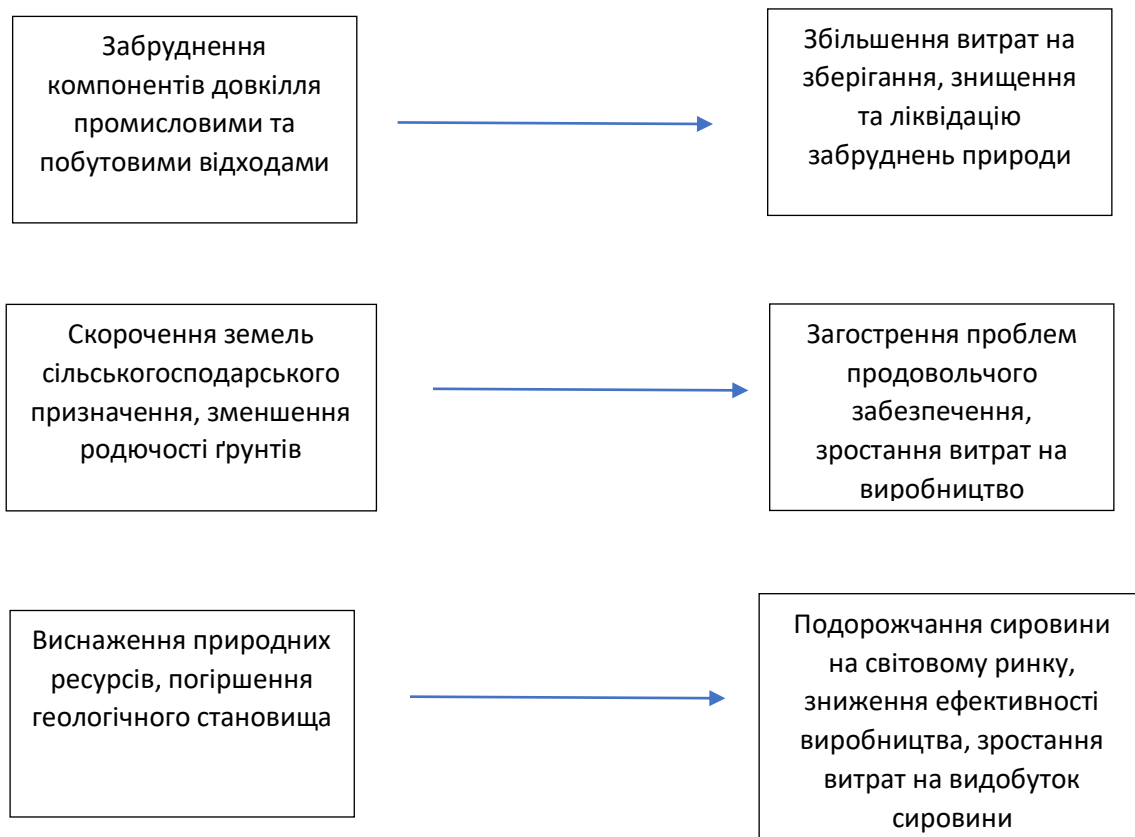 Забруднення
компонентів довкілля
промисловими та
побутовими відходами
Збільшення витрат на
зберігання, знищення
та ліквідацію
забруднень природи
Скорочення земель
сільськогосподарського
призначення, зменшення
родючості ґрунтів
Загострення проблем
продовольчого
забезпечення,
зростання витрат на
виробництво
Виснаження природних
ресурсів, погіршення
геологічного становища
Подорожчання сировини
на світовому ринку,
зниження ефективності
виробництва, зростання
витрат на видобуток
сировини